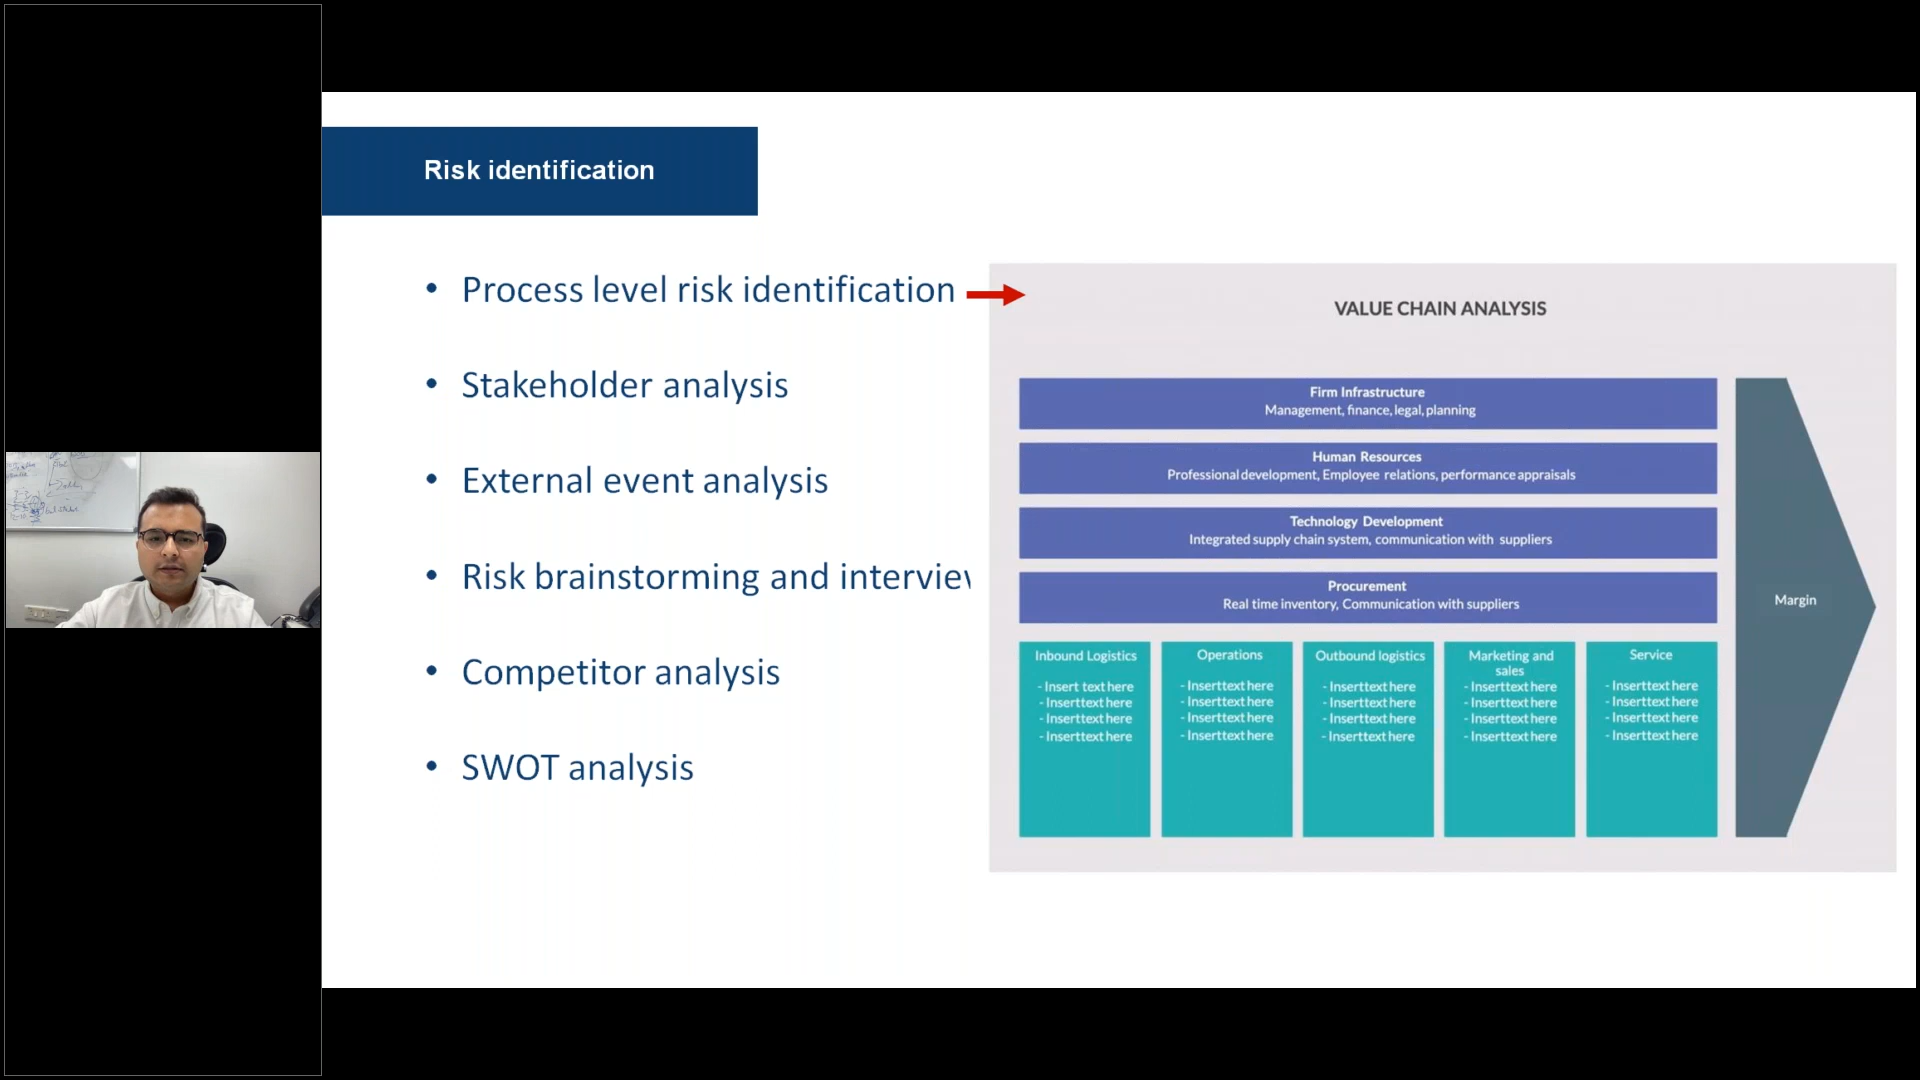 Risk identification
• Process level risk identification
• Stakeholder analysis
• External event analysis
• Risk brainstorming and
• Competitor analysis
• SWOT analysis
VALUE CHAIN ANALYSIS
Firm Infrastructure
Management, finance, legal, planning
Human Resources
Professional development, Employee relations, performance appraisals
Technology Development
Integrated supply chain system, communication with suppliers
Procurement
Real time inventory, Communication with suppliers
Inbound Logistics
- Insert text here
- Inserttext here
- Inserttext here
- Inserttext here
Operations
- Inserttext here
- Inserttext here
- Inserttext here
- Inserttext here
Outbound logistics
- Inserttext here
- Inserttext here
- Inserttext here
- Inserttext here
Marketing and
sales
- Inserttext here
- Inserttext here
- Inserttext here
- Inserttext here
Service
- Inserttext here
- Inserttext here
- Inserttext here
- Inserttext here
Margin